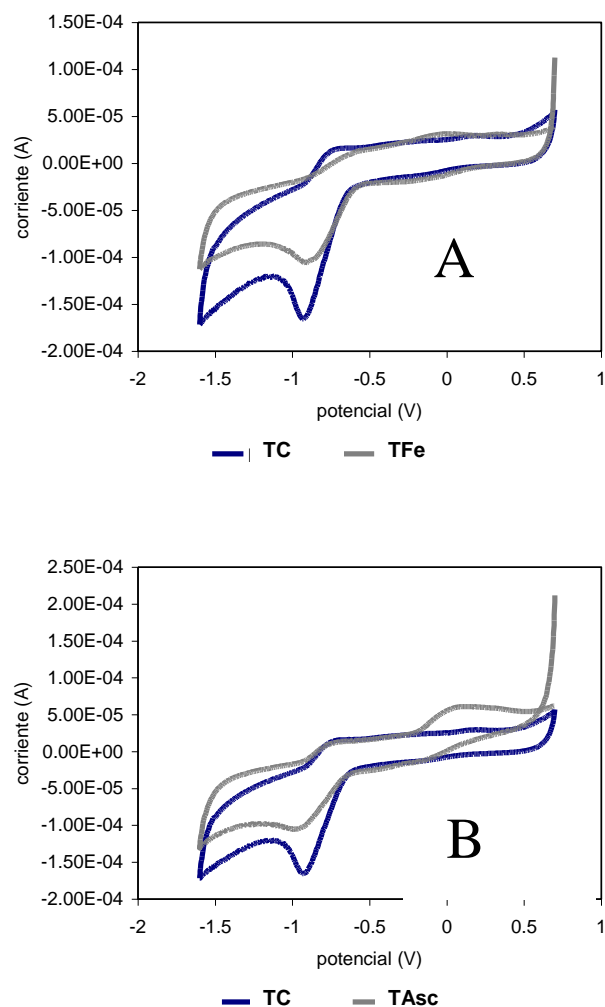 1.50E-04
1.00E-04
5.00E-05
0.00E+00
-5.00E-05
-1.00E-04
-1.50E-04
-2.00E-04
corriente (A)
A
-2 -1.5 -1 -0.5 0 0.5 1
potencial (V)
TC TFe
2.50E-04
2.00E-04
1.50E-04
1.00E-04
5.00E-05
0.00E+00
-5.00E-05
-1.00E-04
-1.50E-04
-2.00E-04
corriente (A)
B
-2 -1.5 -1 -0.5 0 0.5 1
potencial (V)
TC TAsc